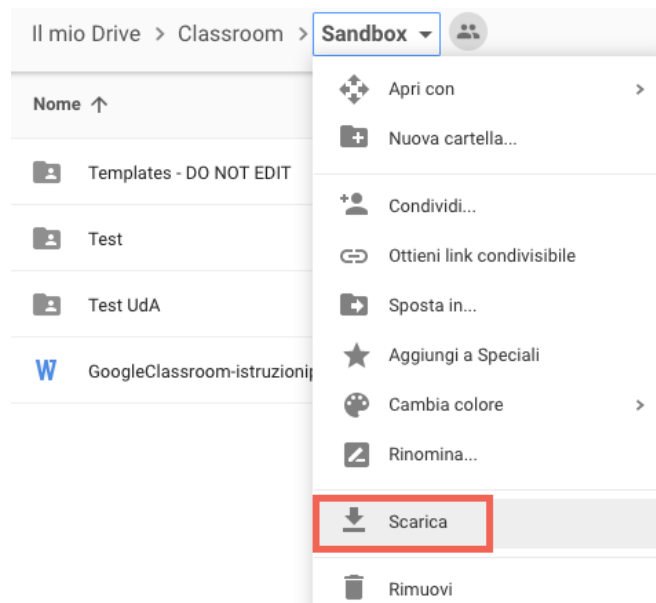 Il mio Drive > Classroom > Sandbox
Nome
Templates - DO NOT EDIT
Test
Test UdA
GoogleClassroom-istruzioni
Apri con
Nuova cartella...
Condividi...
Ottieni link condivisibile
Sposta in...
Aggiungi a Speciali
Cambia colore
Rinomina...
Scarica
Rimuovi